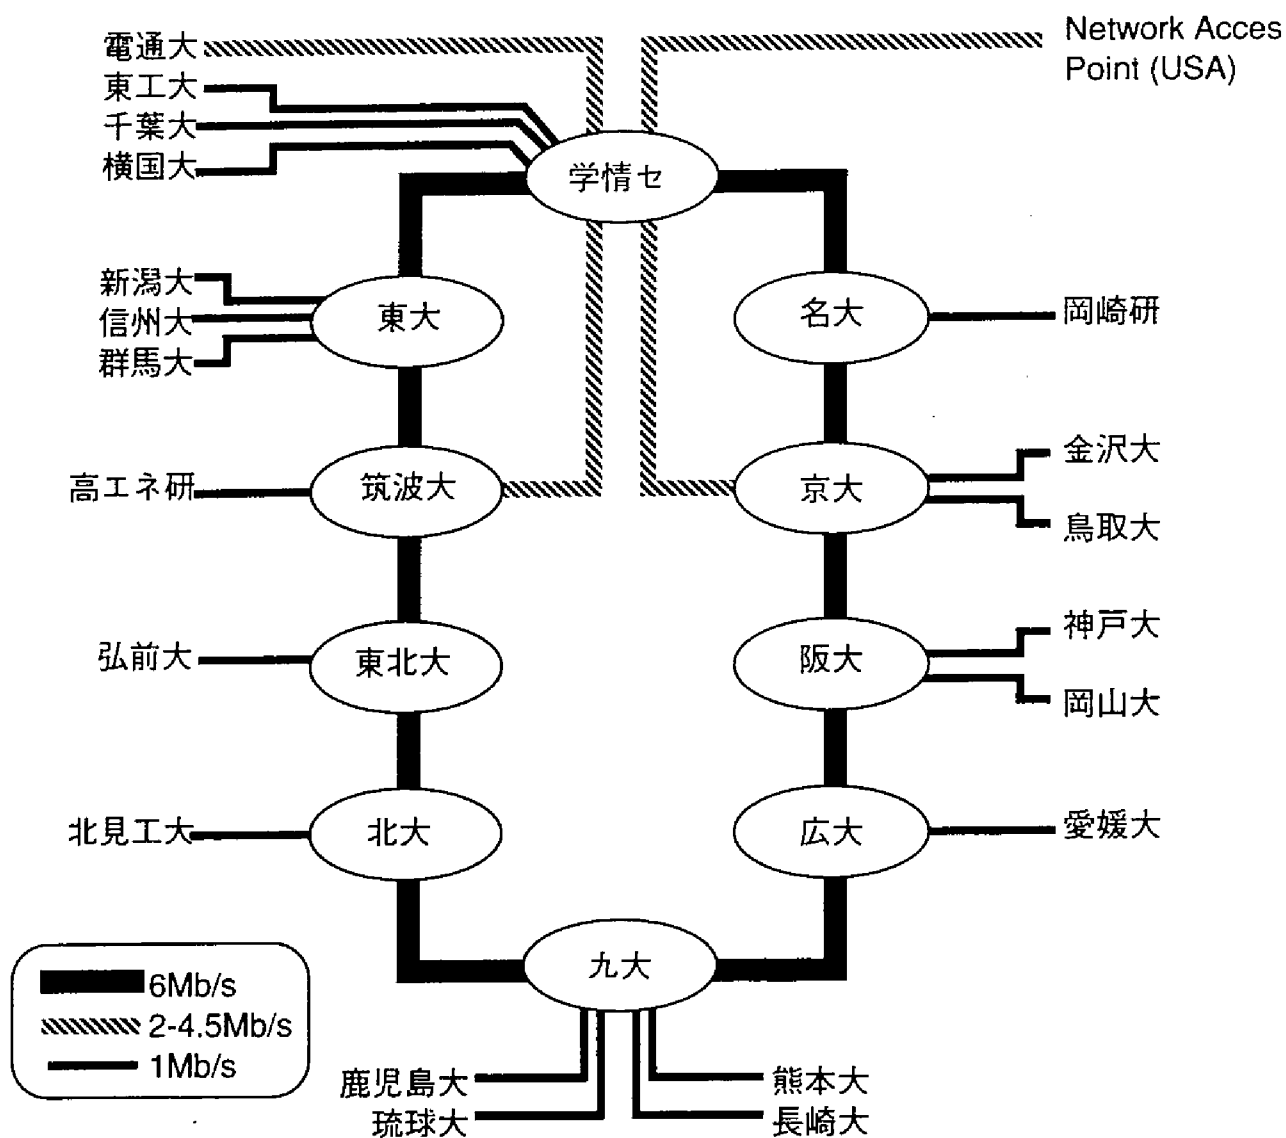 電通大
Network Acces
Point (USA)
東工大
千葉大
横国大
学情セ
新潟大
信州大
群馬大
東大
名大
岡崎研
高エネ研
筑波大
京大
金沢大
鳥取大
弘前大
東北大
阪大
神戸大
岡山大
北見工大
北大
広大
愛媛大
九大
6Mb/s
2-4.5Mb/s
1Mb/s
鹿児島大
琉球大
熊本大
長崎大